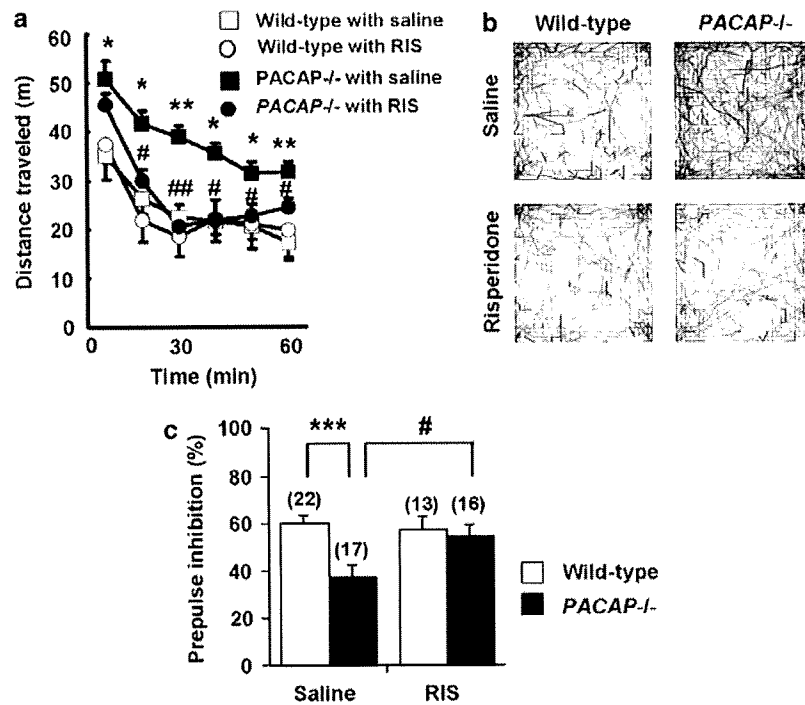 a
Distance traveled (m)
60
50
40
30
20
10
0
0 30 60
Time (min)
Wild-type with saline
Wild-type with RIS
PACAP-/- with saline
PACAP-/- with RIS
* * ** * * **
# ## # # #
b
Wild-type PACAP-/-
Saline
Risperidone
c
Prepulse inhibition (%)
100
80
60
40
20
0
*** #
(22) (17) (13) (16)
Saline RIS
Wild-type
PACAP-/-